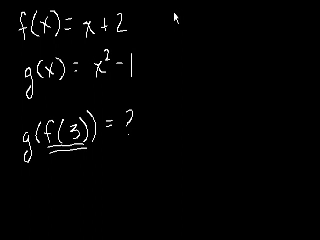 f(x) = x + 2
g(x) = x² - 1
g(f(3)) = ?